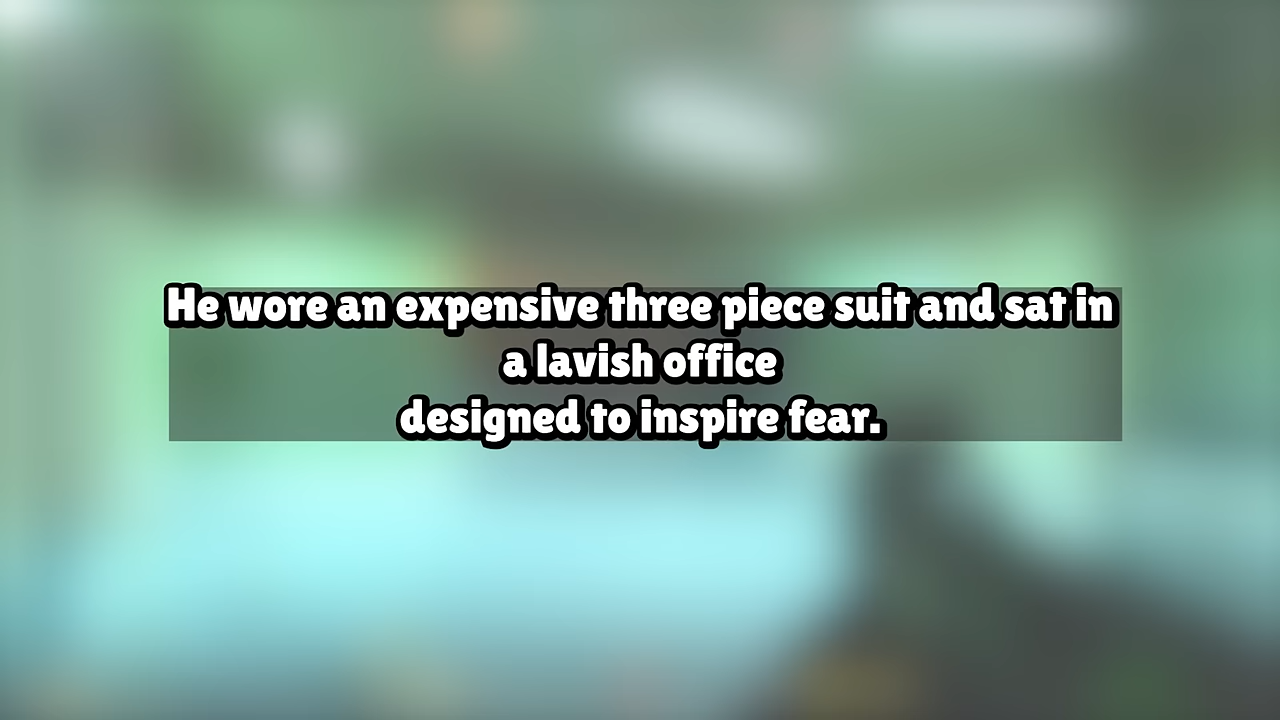 He wore an expensive three piece suit and sat in
a lavish office
designed to inspire fear.